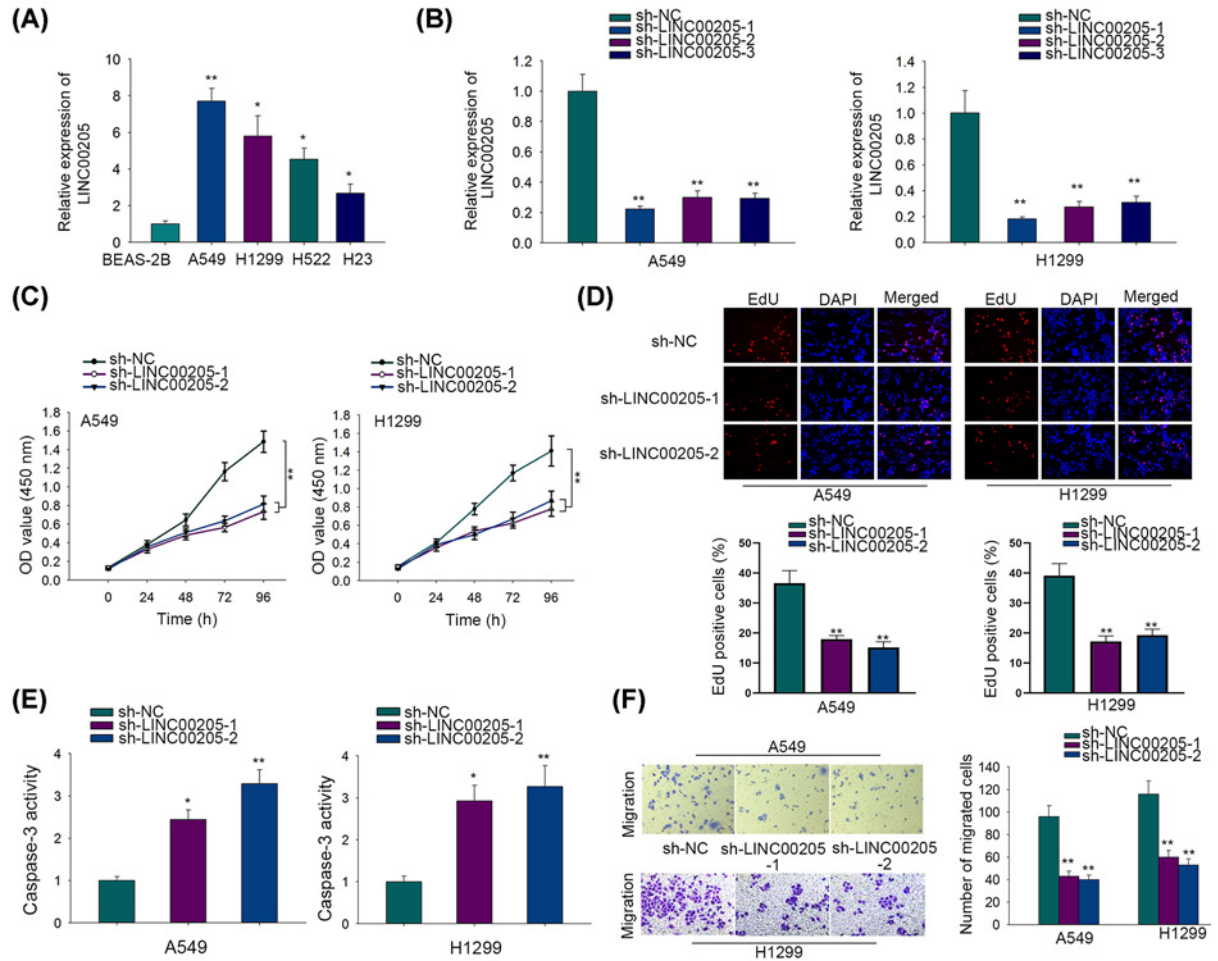 (A)
Relative expression of
LINC00205
10
8
6
4
2
0
**
*
*
*
BEAS-2B A549 H1299 H522 H23
(B)
sh-NC
sh-LINC00205-1
sh-LINC00205-2
sh-LINC00205-3
Relative expression of
LINC00205
1.2
1.0
0.8
0.6
0.4
0.2
0.0
** ** **
A549
sh-NC
sh-LINC00205-1
sh-LINC00205-2
sh-LINC00205-3
Relative expression of
LINC00205
1.4
1.2
1.0
0.8
0.6
0.4
0.2
0.0
** ** **
H1299
(C)
sh-NC
sh-LINC00205-1
sh-LINC00205-2
A549
OD value (450 nm)
1.8
1.6
1.4
1.2
1.0
0.8
0.6
0.4
0.2
0.0
**
0 24 48 72 96
Time (h)
sh-NC
sh-LINC00205-1
sh-LINC00205-2
H1299
OD value (450 nm)
1.8
1.6
1.4
1.2
1.0
0.8
0.6
0.4
0.2
0.0
**
0 24 48 72 96
Time (h)
(D)
EdU DAPI Merged EdU DAPI Merged
sh-NC
sh-LINC00205-1
sh-LINC00205-2
A549 H1299
sh-NC
sh-LINC00205-1
sh-LINC00205-2
EdU positive cells (%)
50
40
30
20
10
0
** **
A549
sh-NC
sh-LINC00205-1
sh-LINC00205-2
EdU positive cells (%)
50
40
30
20
10
0
** **
H1299
(E)
sh-NC
sh-LINC00205-1
sh-LINC00205-2
Caspase-3 activity
4
3
2
1
0
* **
A549
sh-NC
sh-LINC00205-1
sh-LINC00205-2
Caspase-3 activity
4
3
2
1
0
* **
H1299
(F)
A549
Migration
sh-NC sh-LINC00205 sh-LINC00205
-1 -2
Migration
H1299
sh-NC
sh-LINC00205-1
sh-LINC00205-2
Number of migrated cells
140
120
100
80
60
40
20
0
** ** ** **
A549 H1299